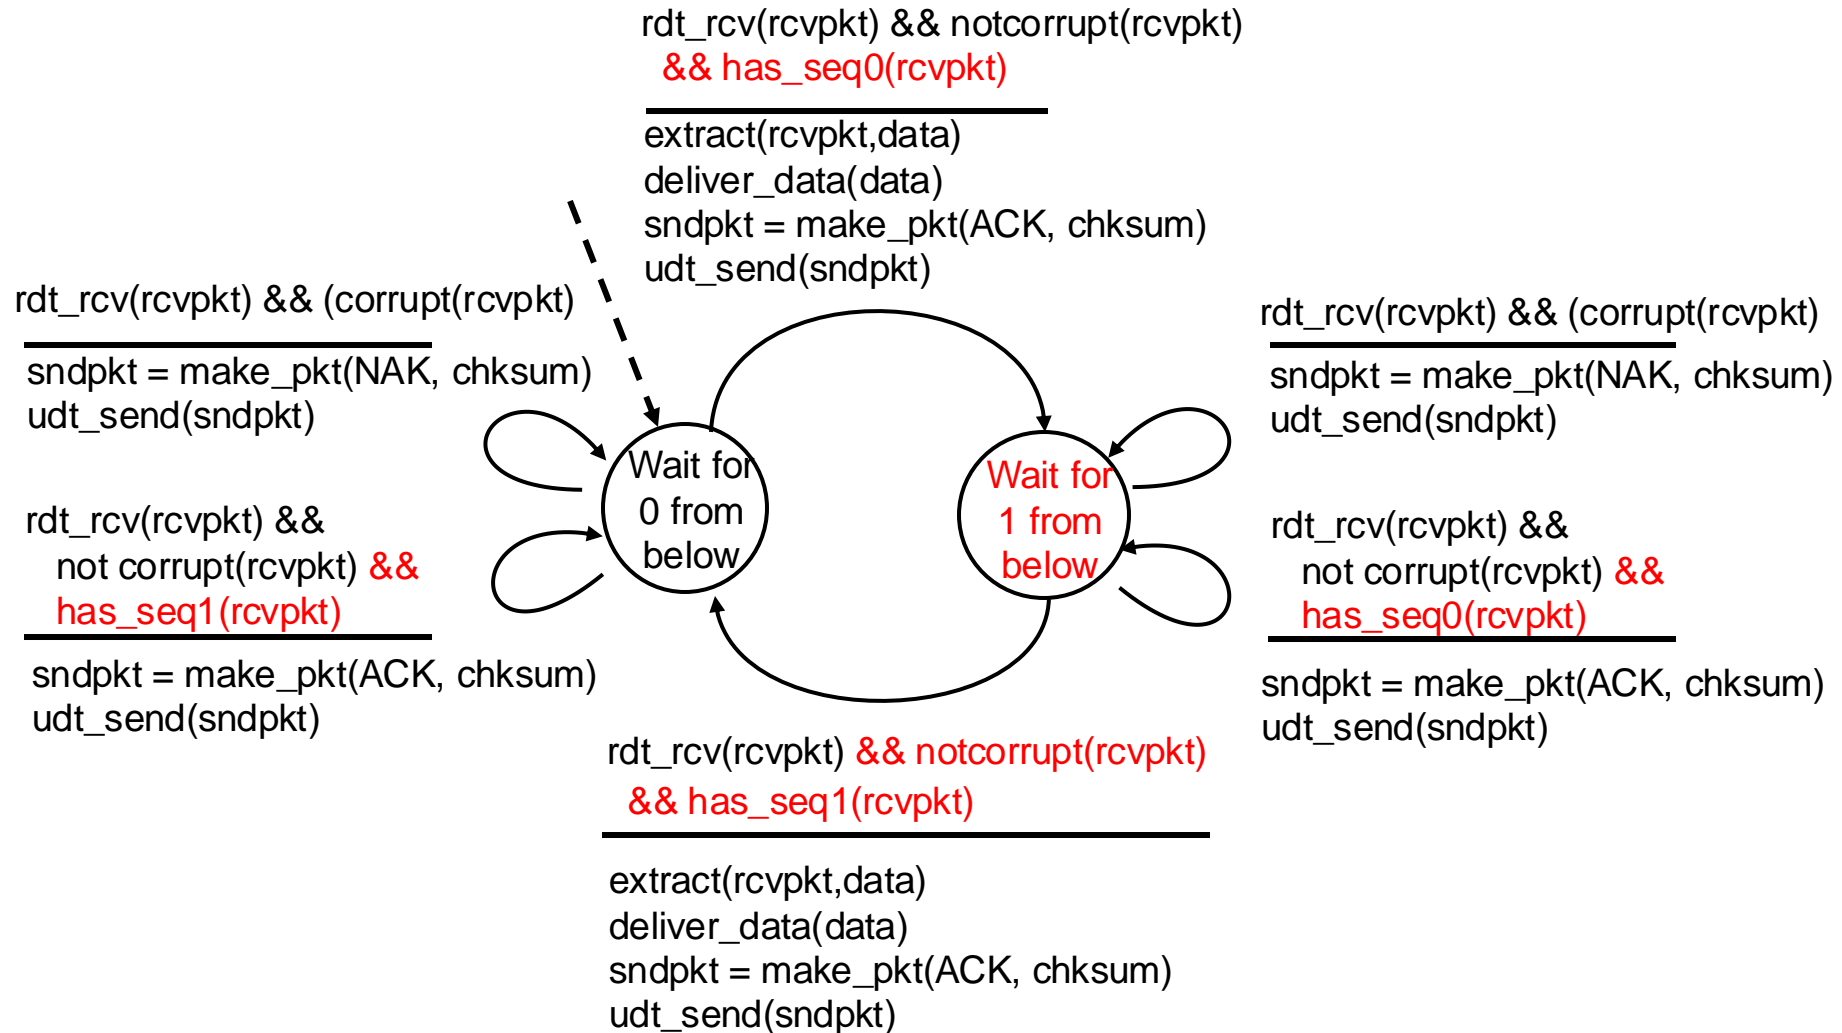 rdt_rcv(rcvpkt) && notcorrupt(rcvpkt)
&& has_seq0(rcvpkt)
extract(rcvpkt,data)
deliver_data(data)
sndpkt = make_pkt(ACK, chksum)
udt_send(sndpkt)
rdt_rcv(rcvpkt) && (corrupt(rcvpkt)
sndpkt = make_pkt(NAK, chksum)
udt_send(sndpkt)
rdt_rcv(rcvpkt) &&
not corrupt(rcvpkt) &&
has_seq1(rcvpkt)
sndpkt = make_pkt(ACK, chksum)
udt_send(sndpkt)
Wait for
0 from
below
Wait for
1 from
below
rdt_rcv(rcvpkt) && (corrupt(rcvpkt)
sndpkt = make_pkt(NAK, chksum)
udt_send(sndpkt)
rdt_rcv(rcvpkt) &&
not corrupt(rcvpkt) &&
has_seq0(rcvpkt)
sndpkt = make_pkt(ACK, chksum)
udt_send(sndpkt)
rdt_rcv(rcvpkt) && notcorrupt(rcvpkt)
&& has_seq1(rcvpkt)
extract(rcvpkt,data)
deliver_data(data)
sndpkt = make_pkt(ACK, chksum)
udt_send(sndpkt)